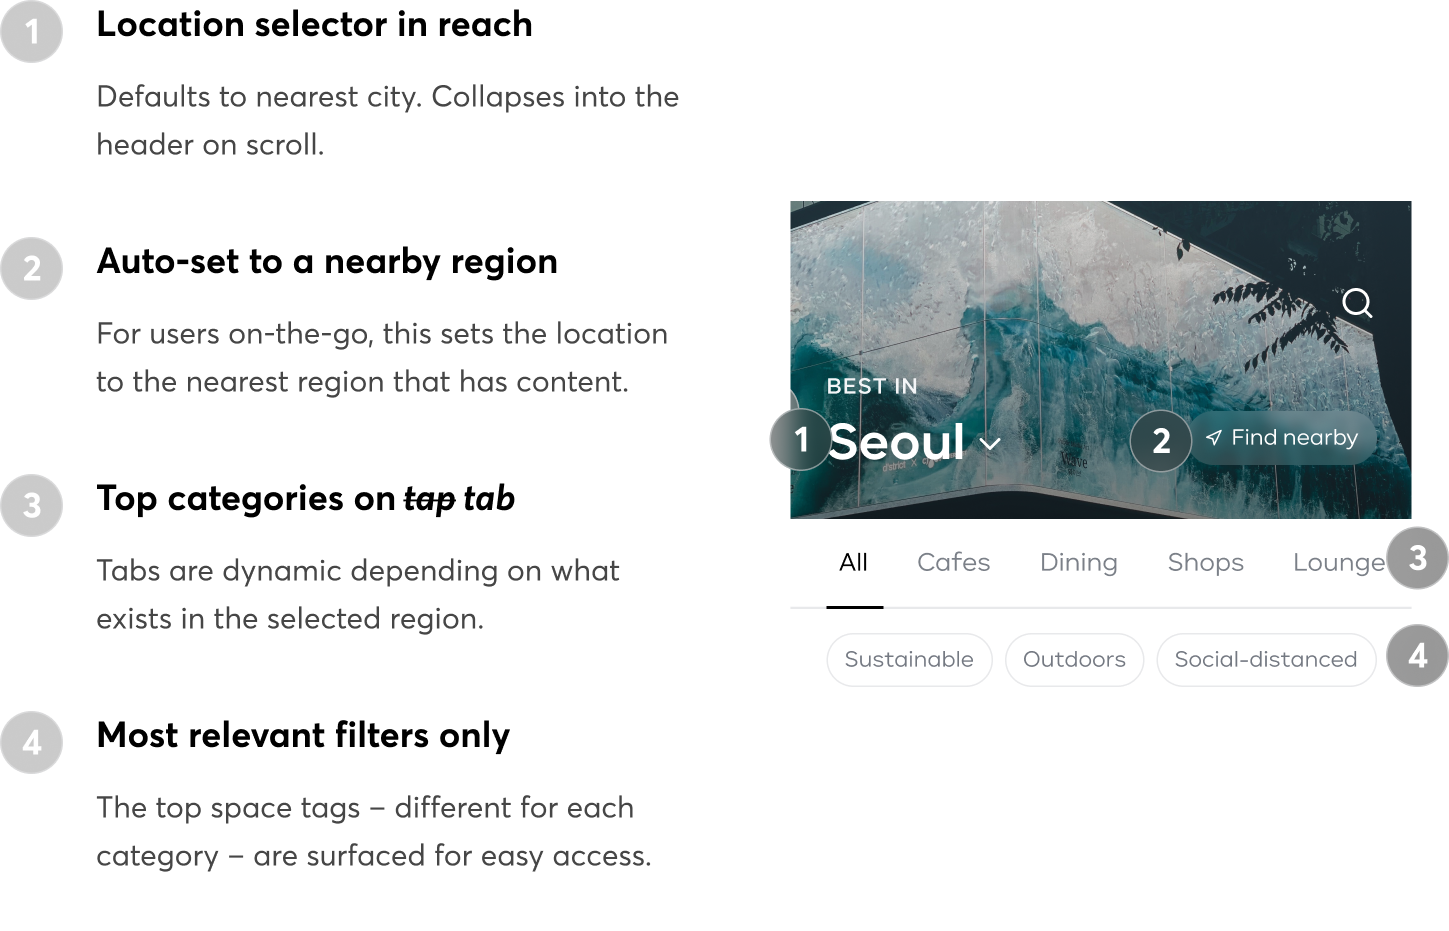 1
Location selector in reach
Defaults to nearest city. Collapses into the
header on scroll.
2
Auto-set to a nearby region
For users on-the-go, this sets the location
to the nearest region that has content.
3
Top categories on tap tab
Tabs are dynamic depending on what
exists in the selected region.
4
Most relevant filters only
The top space tags – different for each
category – are surfaced for easy access.
BEST IN
1 Seoul
2 Find nearby
d'strict x
Wave
All Cafes Dining Shops Lounge 3
Sustainable Outdoors Social-distanced 4